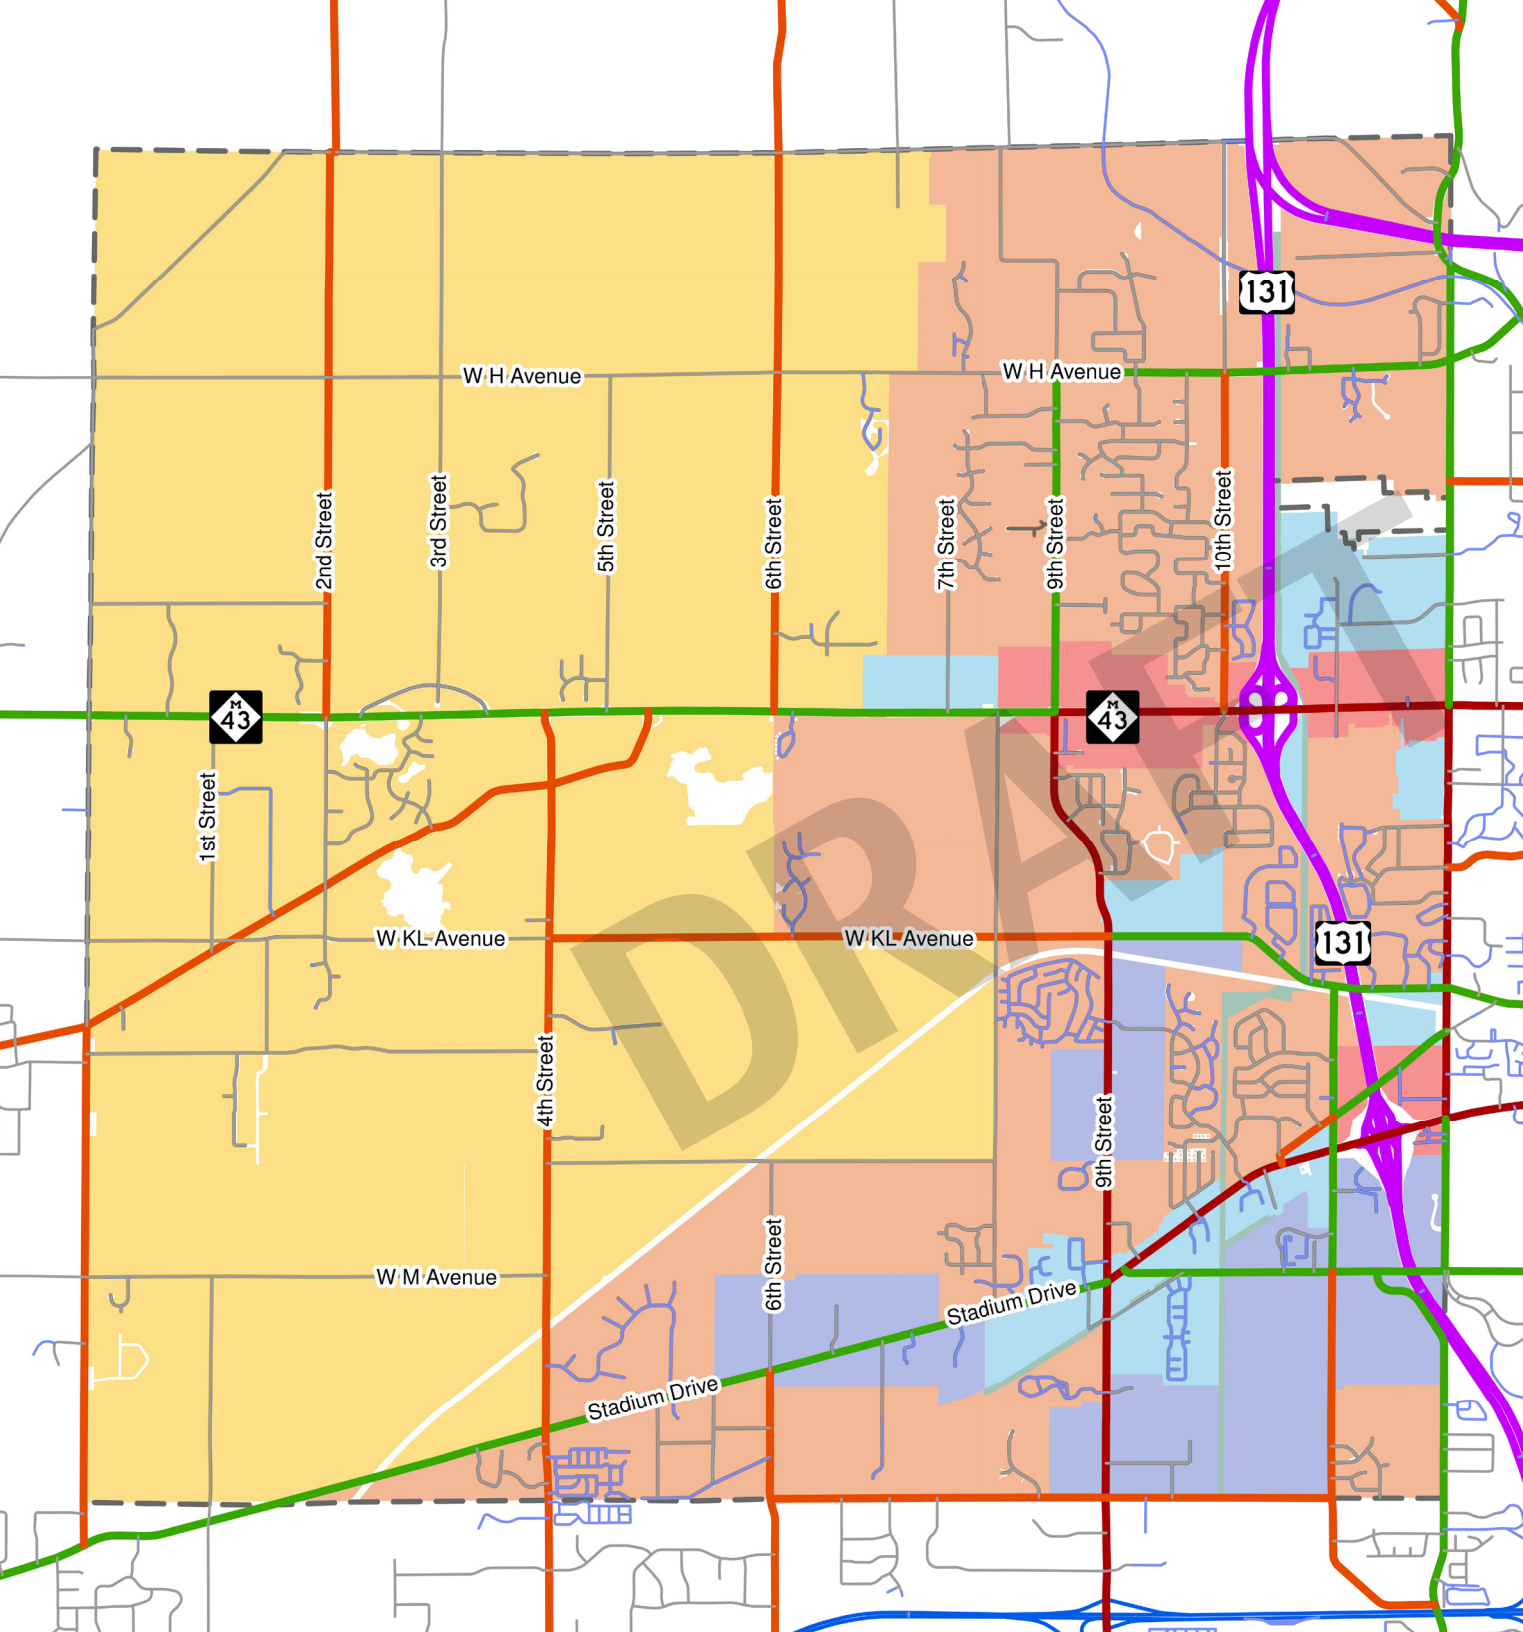 131
W H Avenue
W H Avenue
2nd Street
3rd Street
5th Street
6th Street
7th Street
9th Street
10th Street
M
43
M
43
1st Street
W KL Avenue
W KL Avenue
131
DRAFT
4th Street
9th Street
W M Avenue
6th Street
Stadium Drive
Stadium Drive